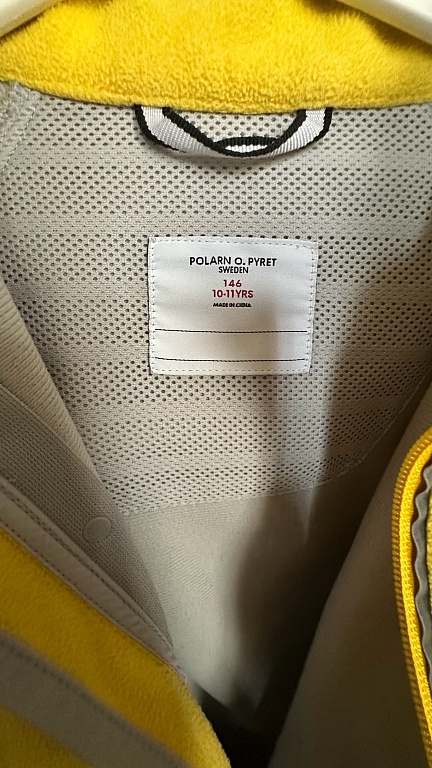 POLARN O. PYRET
SWEDEN
146
10-11YRS
MADE IN CHINA